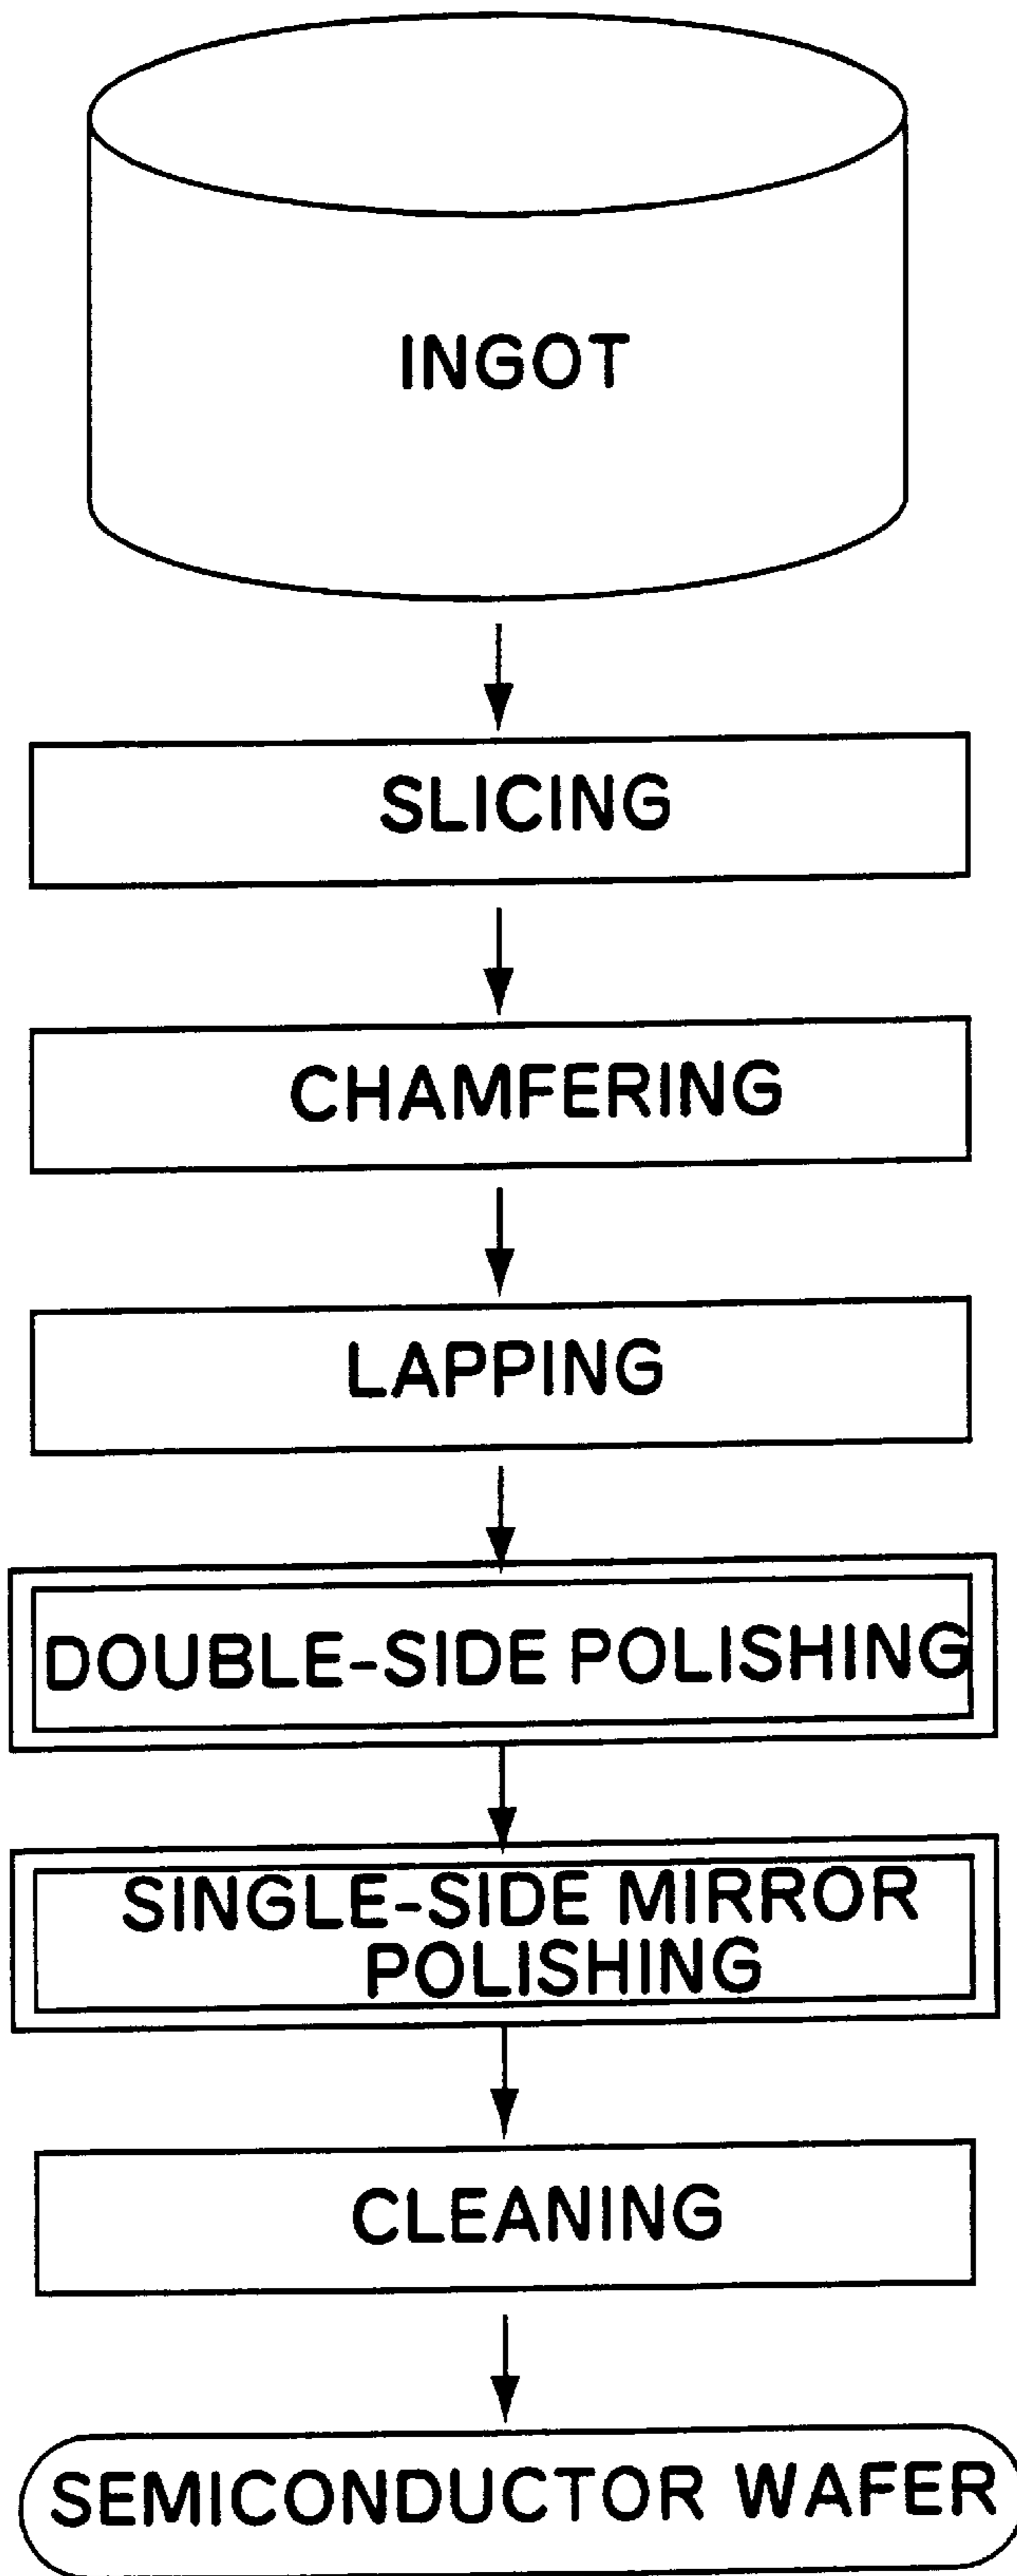 INGOT
SLICING
CHAMFERING
LAPPING
DOUBLE-SIDE POLISHING
SINGLE-SIDE MIRROR
POLISHING
CLEANING
SEMICONDUCTOR WAFER